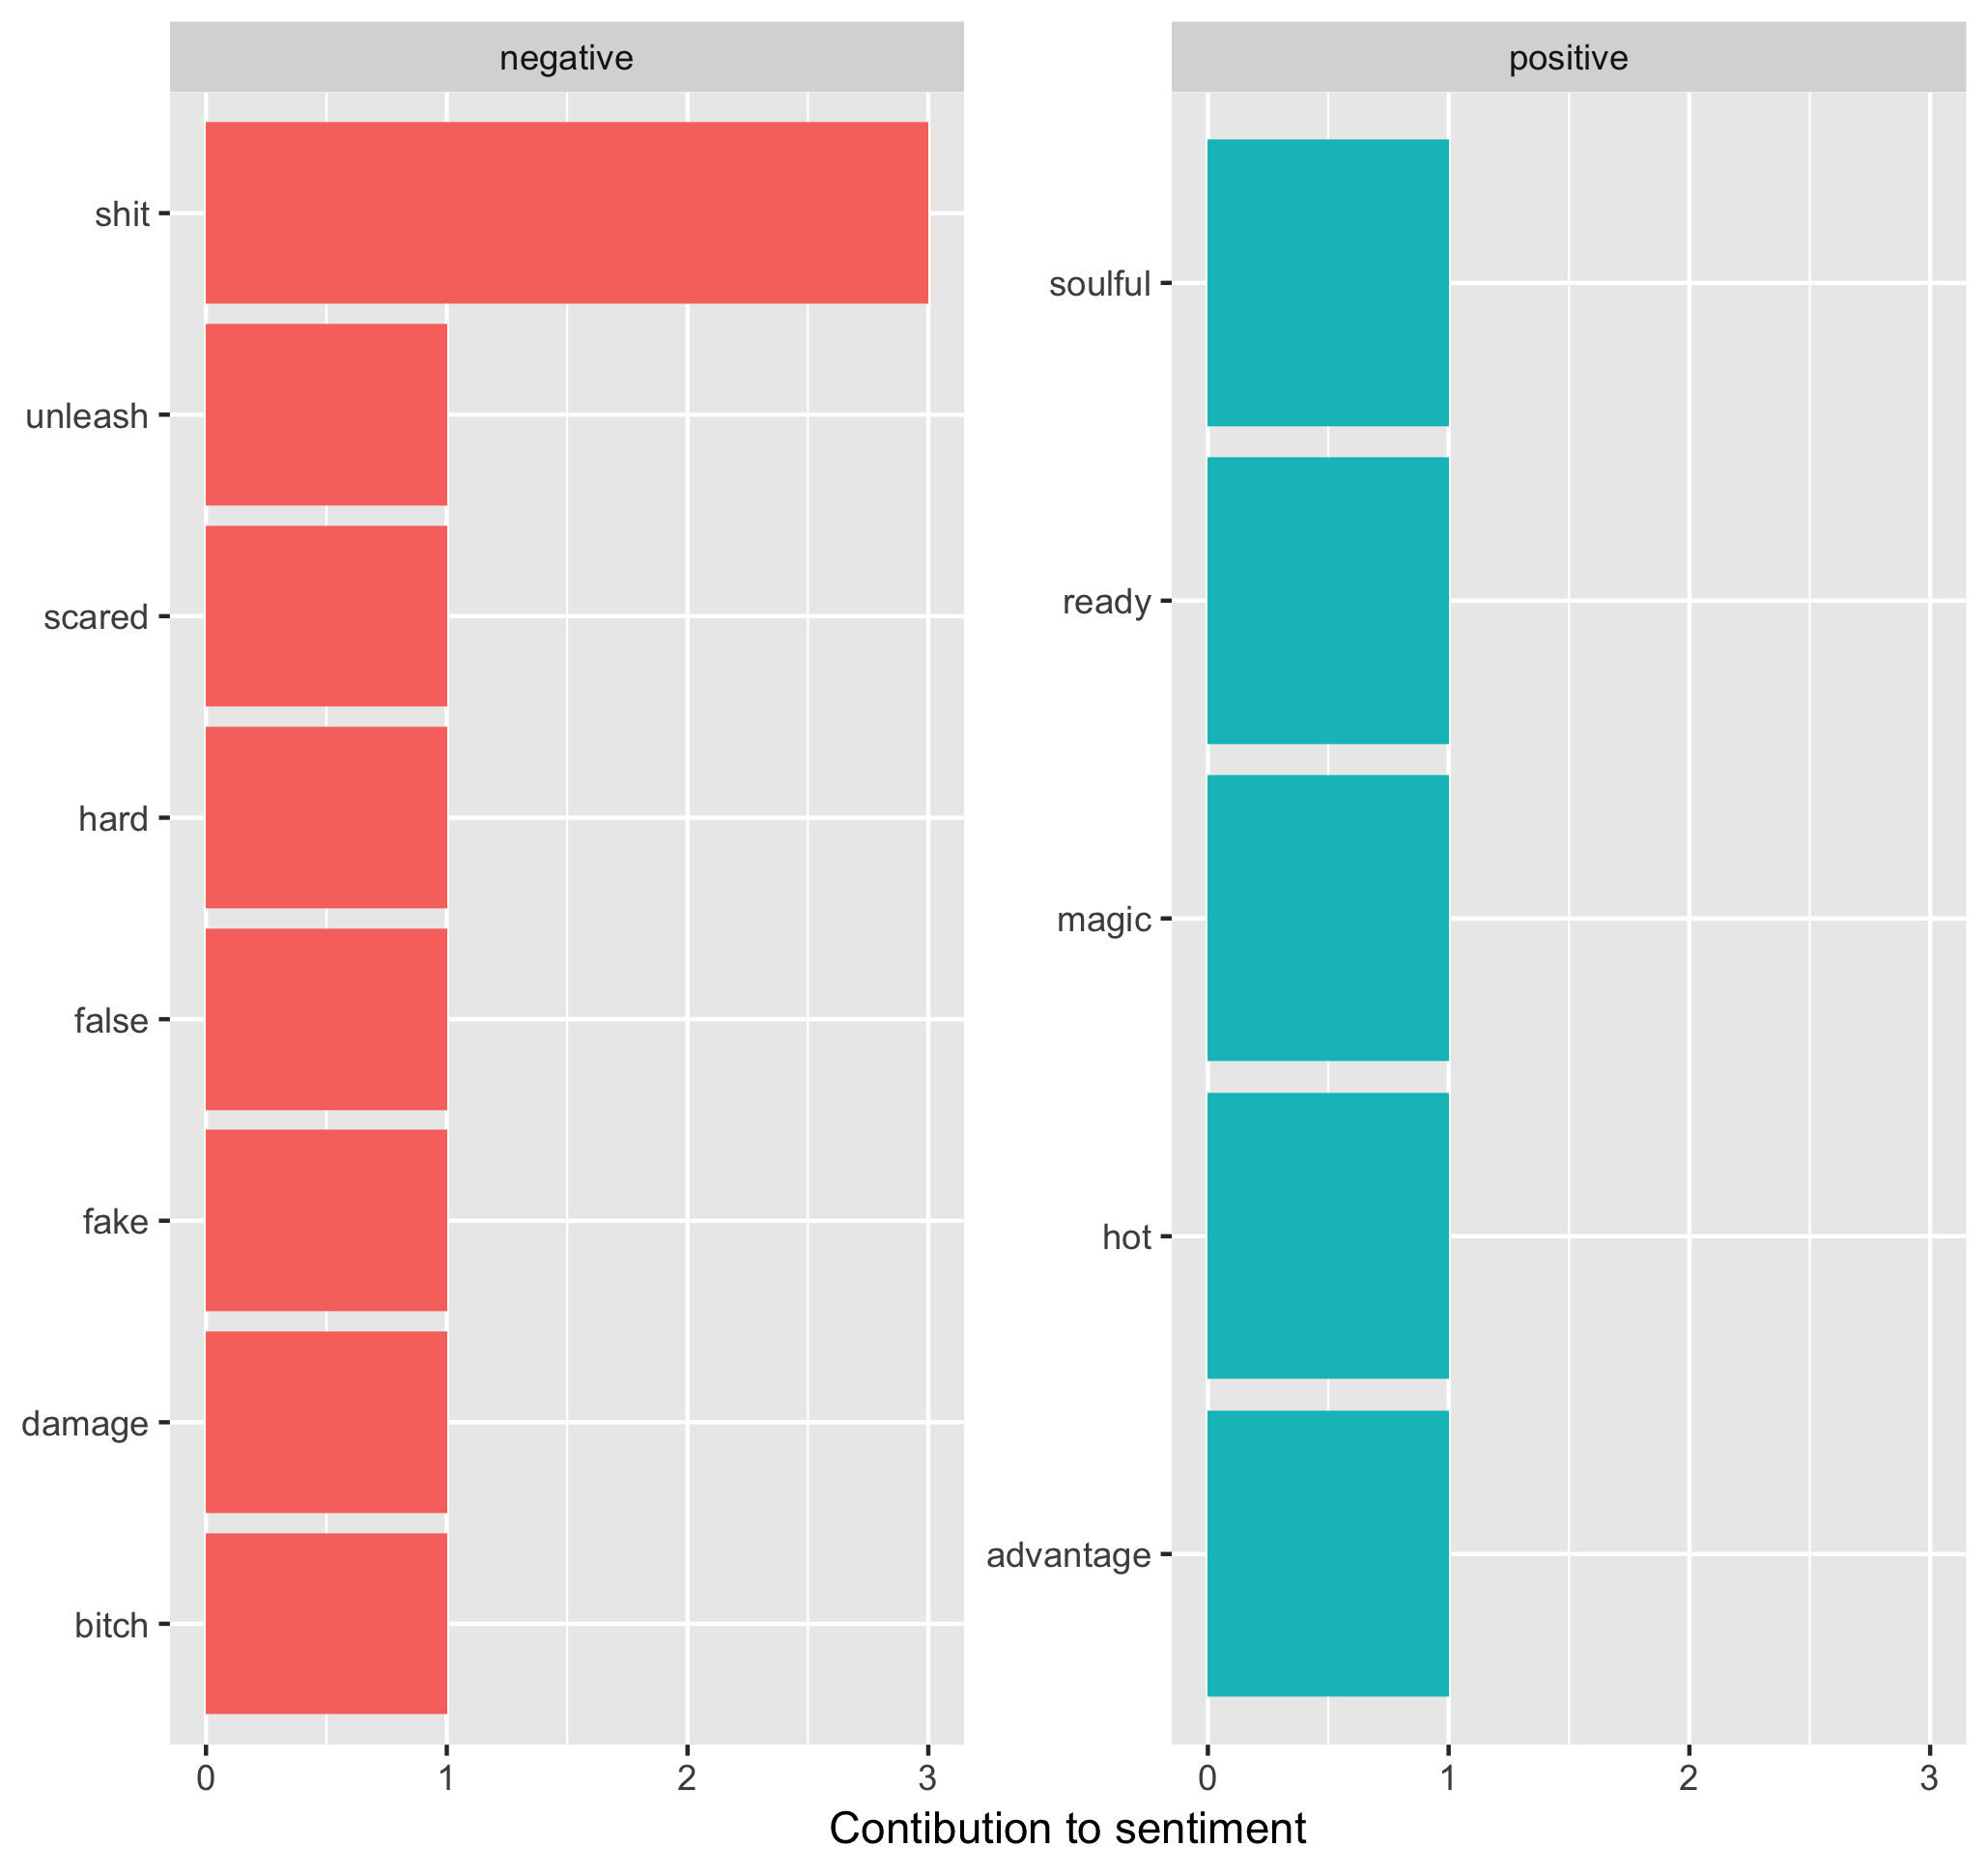 negative
shit
unleash
scared
hard
false
fake
damage
bitch
0 1 2 3
positive
soulful
ready
magic
hot
advantage
0 1 2 3
Contibution to sentiment